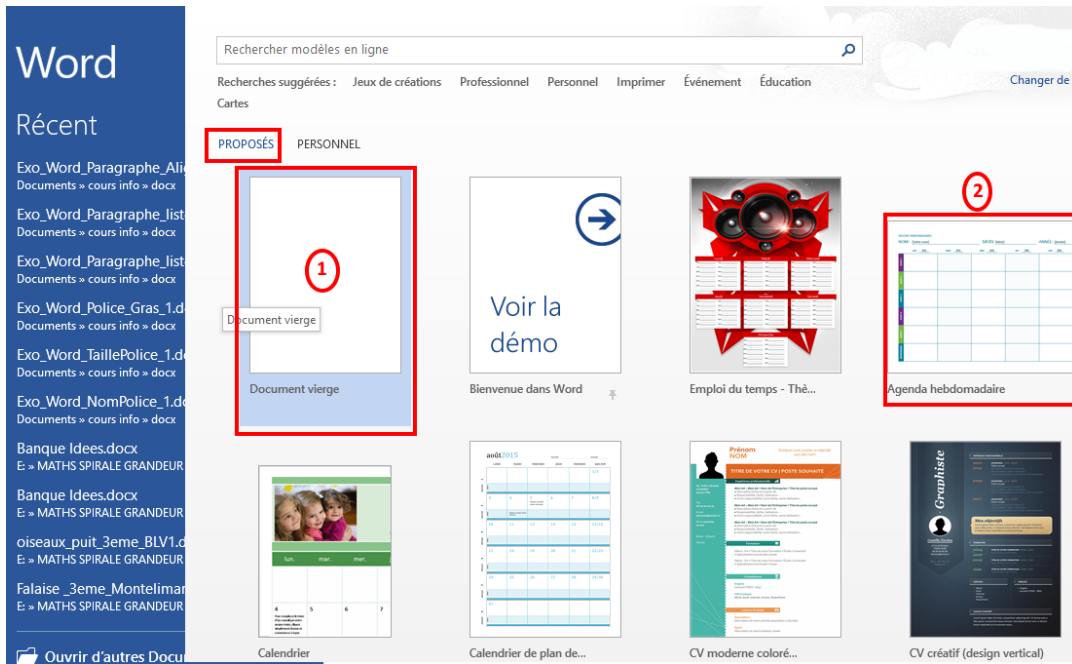 Word
Récent
Exo_Word_Paragraphe_Ali
Documents » cours info » docx
Exo_Word_Paragraphe_list
Documents » cours info » docx
Exo_Word_Paragraphe_list
Documents » cours info » docx
Exo_Word_Police_Gras_1.d
Documents » cours info » docx
Exo_Word_TaillePolice_1.d
Documents » cours info » docx
Exo_Word_NomPolice_1.d
Documents » cours info » docx
Banque Idees.docx
E: » MATHS SPIRALE GRANDEUR
Banque Idees.docx
E: » MATHS SPIRALE GRANDEUR
oiseaux_puit_3eme_BLV1.d
E: » MATHS SPIRALE GRANDEUR
Falaise _3eme_Montelimar
E: » MATHS SPIRALE GRANDEUR
Ouvrir d'autres Docu
Rechercher modèles en ligne
Recherches suggérées : Jeux de créations Professionnel Personnel Imprimer Événement Éducation
Cartes
Changer de
PROPOSÉS PERSONNEL
1
Document vierge
Document vierge
Voir la
démo
Bienvenue dans Word
Emploi du temps - Thè...
2
Agenda hebdomadaire
lun. mar. mer.
4 5 6 7
Calendrier
août2015
Calendrier de plan de...
Prénom
NOM
TITRE DE VOTRE CV | POSTE SOUHAITÉ
CV moderne coloré...
Graphiste
Mes objectifs
CV créatif (design vertical)